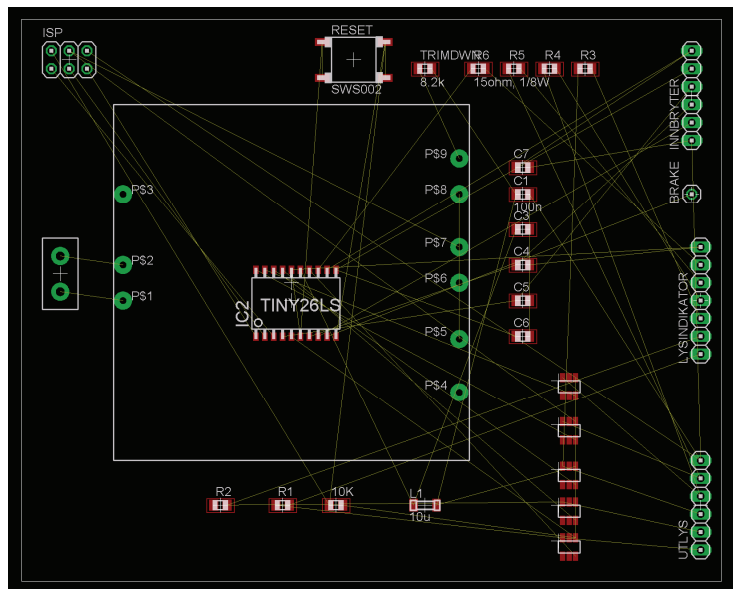 ISP
RESET
SWS002
TRIMDWN
R6
R5
R4
R3
8.2k
15ohm, 1/8W
INNBRYTER
P$9
C7
P$3
P$8
C1
100n
BRAKE
P$7
C3
P$2
P$6
C4
P$1
C5
LYSINDIKATOR
IC2
TINY26LS
P$5
C6
P$4
R2
R1
10K
L1
10u
UTLYS